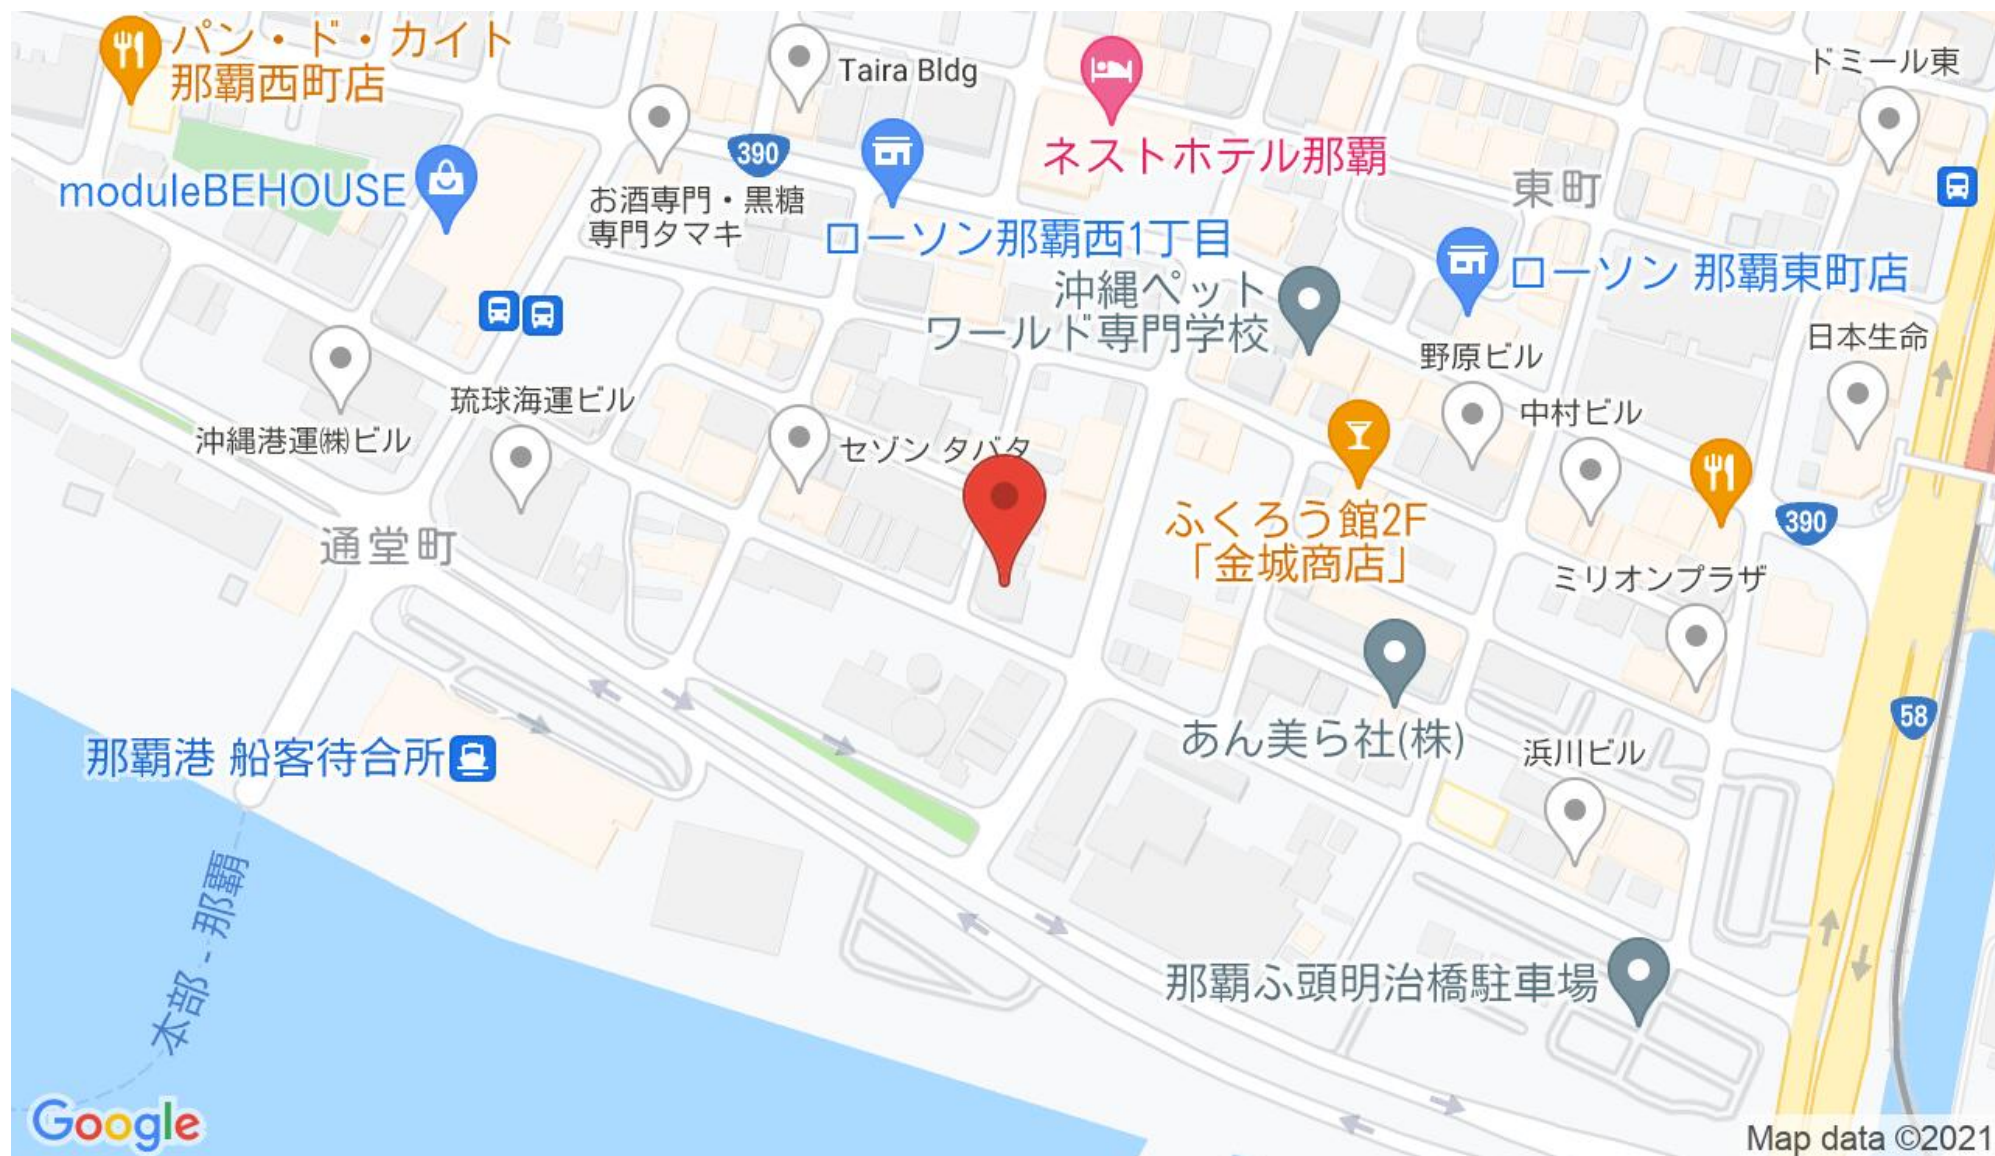 パン・ド・カイト
那覇西町店
Taira Bldg
ドミール東
390
ネストホテル那覇
moduleBEHOUSE
お酒専門・黒糖
専門タマキ
東町
ローソン那覇西1丁目
ローソン 那覇東町店
沖縄ペット
ワールド専門学校
日本生命
野原ビル
琉球海運ビル
中村ビル
沖縄港運㈱ビル
セゾン タバタ
通堂町
ふくろう館2F
「金城商店」
390
ミリオンプラザ
58
あん美ら社(株)
浜川ビル
那覇港 船客待合所
本部 - 那覇
那覇ふ頭明治橋駐車場
Google
Map data ©2021